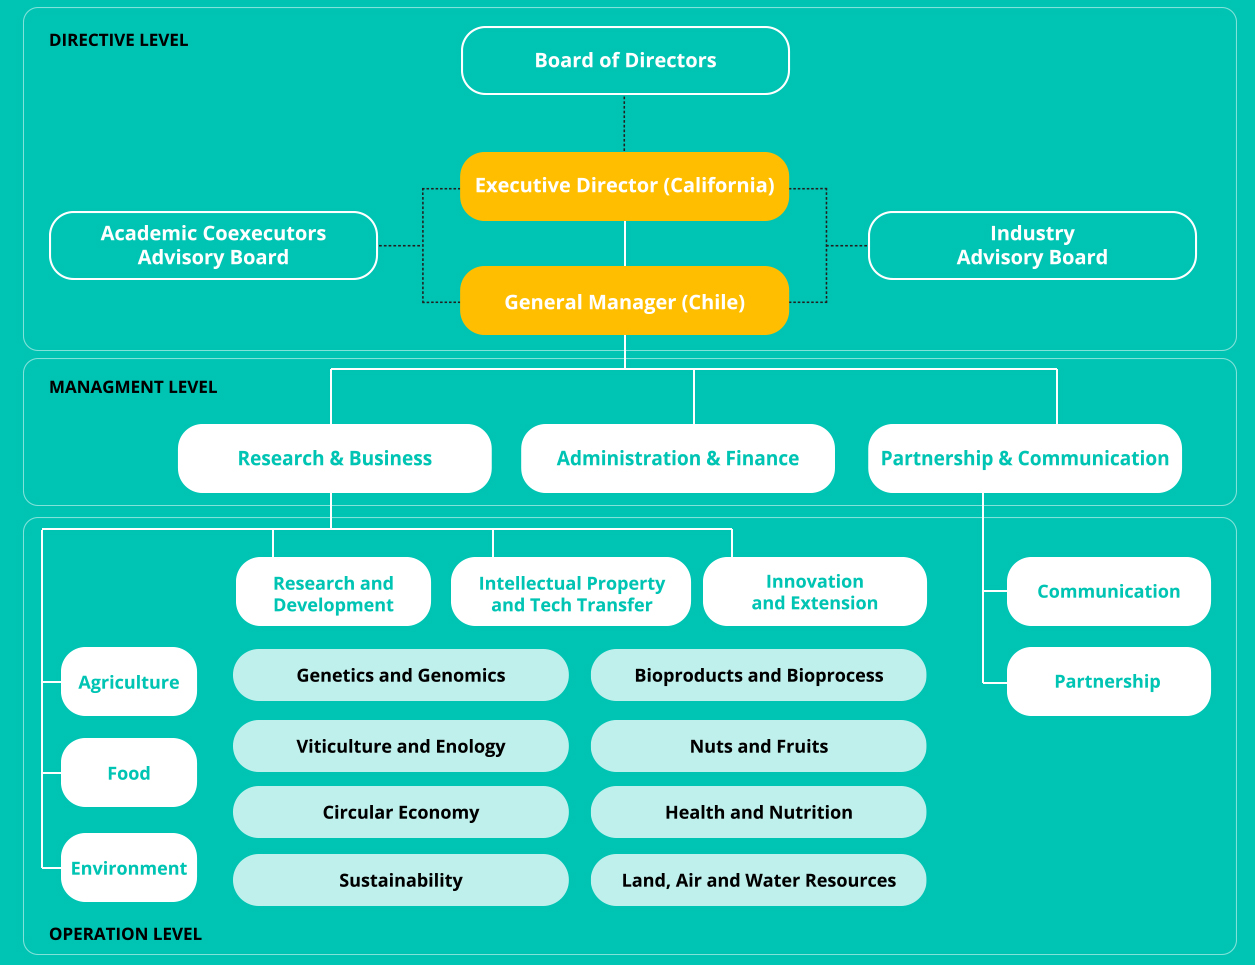 DIRECTIVE LEVEL
Board of Directors
Executive Director (California)
Academic Coexecutors
Advisory Board
Industry
Advisory Board
General Manager (Chile)
MANAGMENT LEVEL
Research & Business
Administration & Finance
Partnership & Communication
Research and
Development
Intellectual Property
and Tech Transfer
Innovation
and Extension
Communication
Agriculture
Genetics and Genomics
Bioproducts and Bioprocess
Partnership
Viticulture and Enology
Nuts and Fruits
Food
Circular Economy
Health and Nutrition
Environment
Sustainability
Land, Air and Water Resources
OPERATION LEVEL